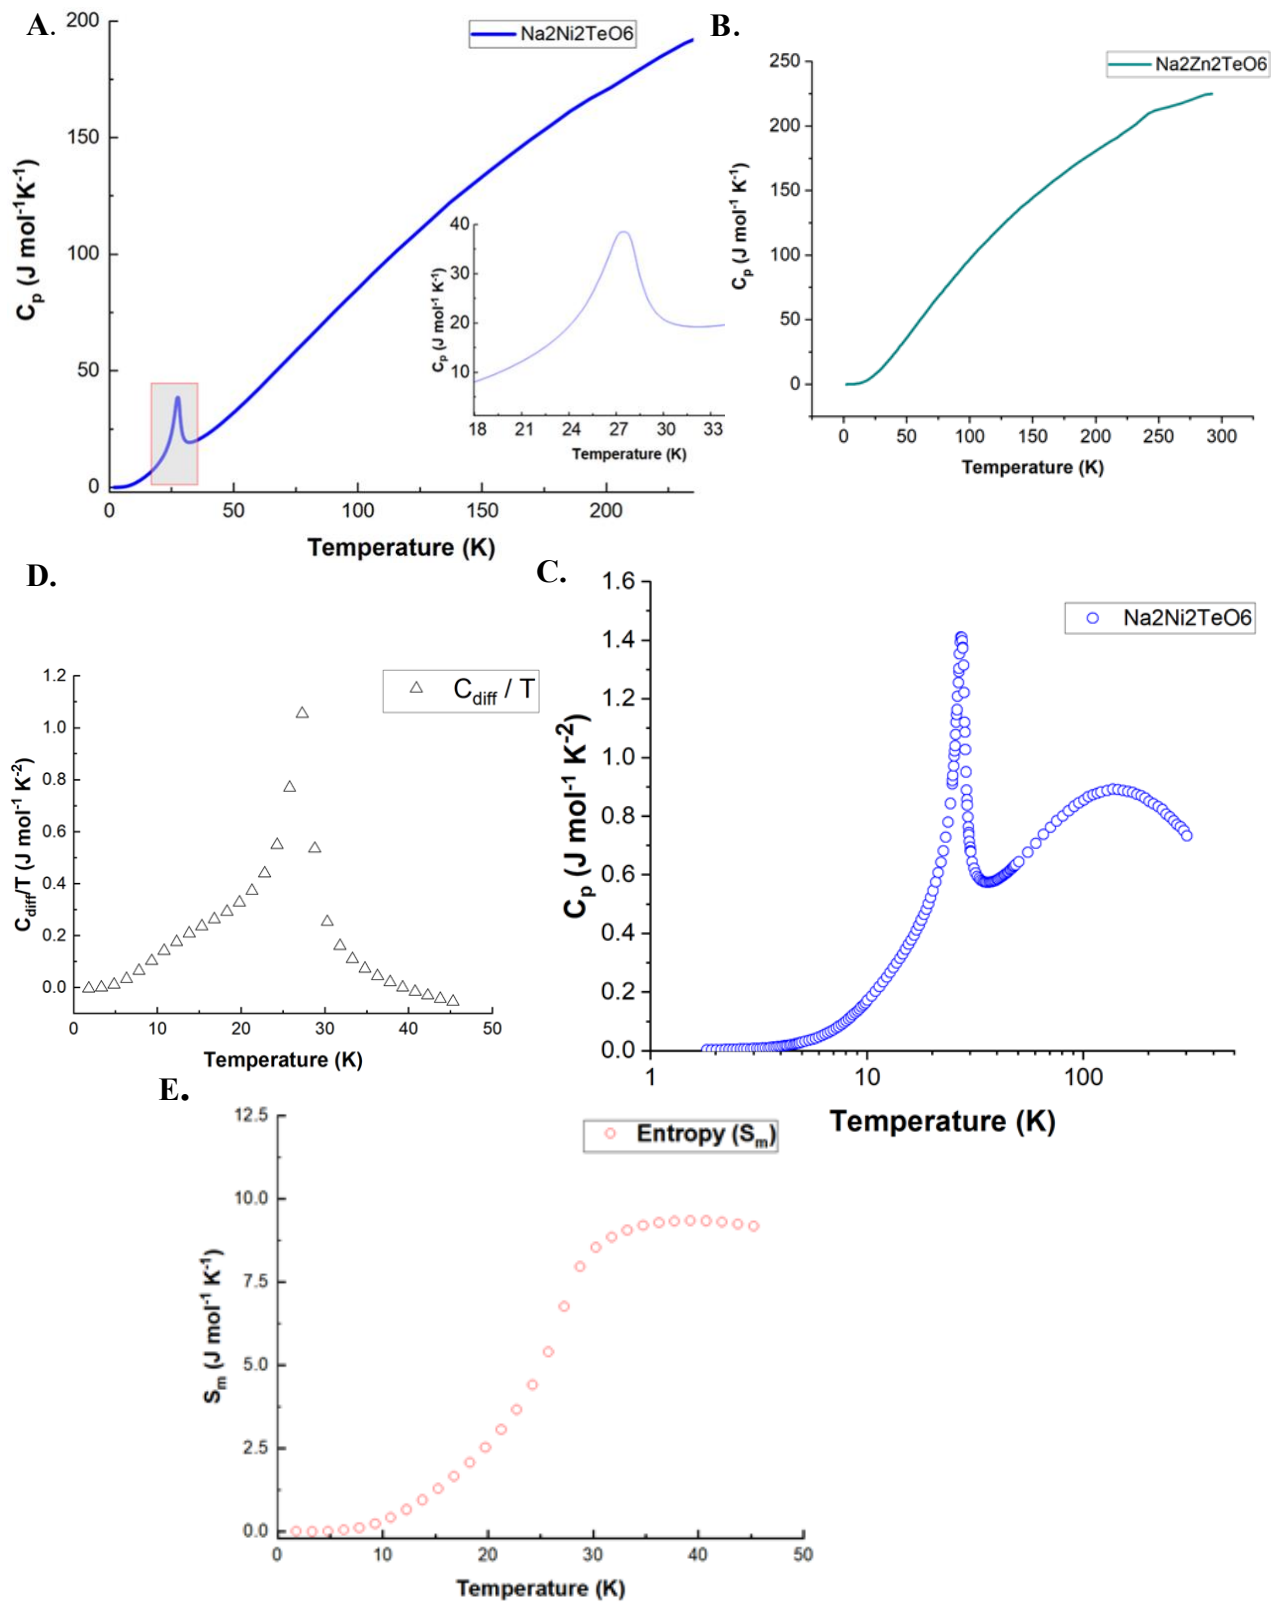 A.
200
150
100
50
0
Cp (J mol-1K-1)
Na2Ni2TeO6
0 50 100 150 200
Temperature (K)
40
30
20
10
Cp (J mol-1 K-1)
18 21 24 27 30 33
Temperature (K)
B.
250
200
150
100
50
0
Cp (J mol-1 K-1)
Na2Zn2TeO6
0 50 100 150 200 250 300
Temperature (K)
D.
1.2
1.0
0.8
0.6
0.4
0.2
0.0
Cdiff/T (J mol-1 K-2)
Cdiff / T
0 10 20 30 40 50
Temperature (K)
C.
1.6
1.4
1.2
1.0
0.8
0.6
0.4
0.2
0.0
Cp (J mol-1 K-2)
Na2Ni2TeO6
1 10 100
Temperature (K)
E.
12.5
10.0
7.5
5.0
2.5
0.0
Sm (J mol-1 K-1)
Entropy (Sm)
0 10 20 30 40 50
Temperature (K)